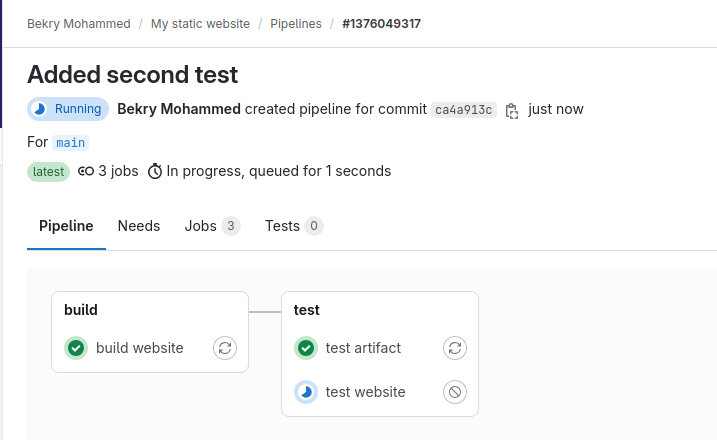 Bekry Mohammed / My static website / Pipelines / #1376049317
Added second test
Running Bekry Mohammed created pipeline for commit ca4a913c just now
For main
latest 3 jobs In progress, queued for 1 seconds
Pipeline Needs Jobs 3 Tests 0
build test
build website test artifact
test website